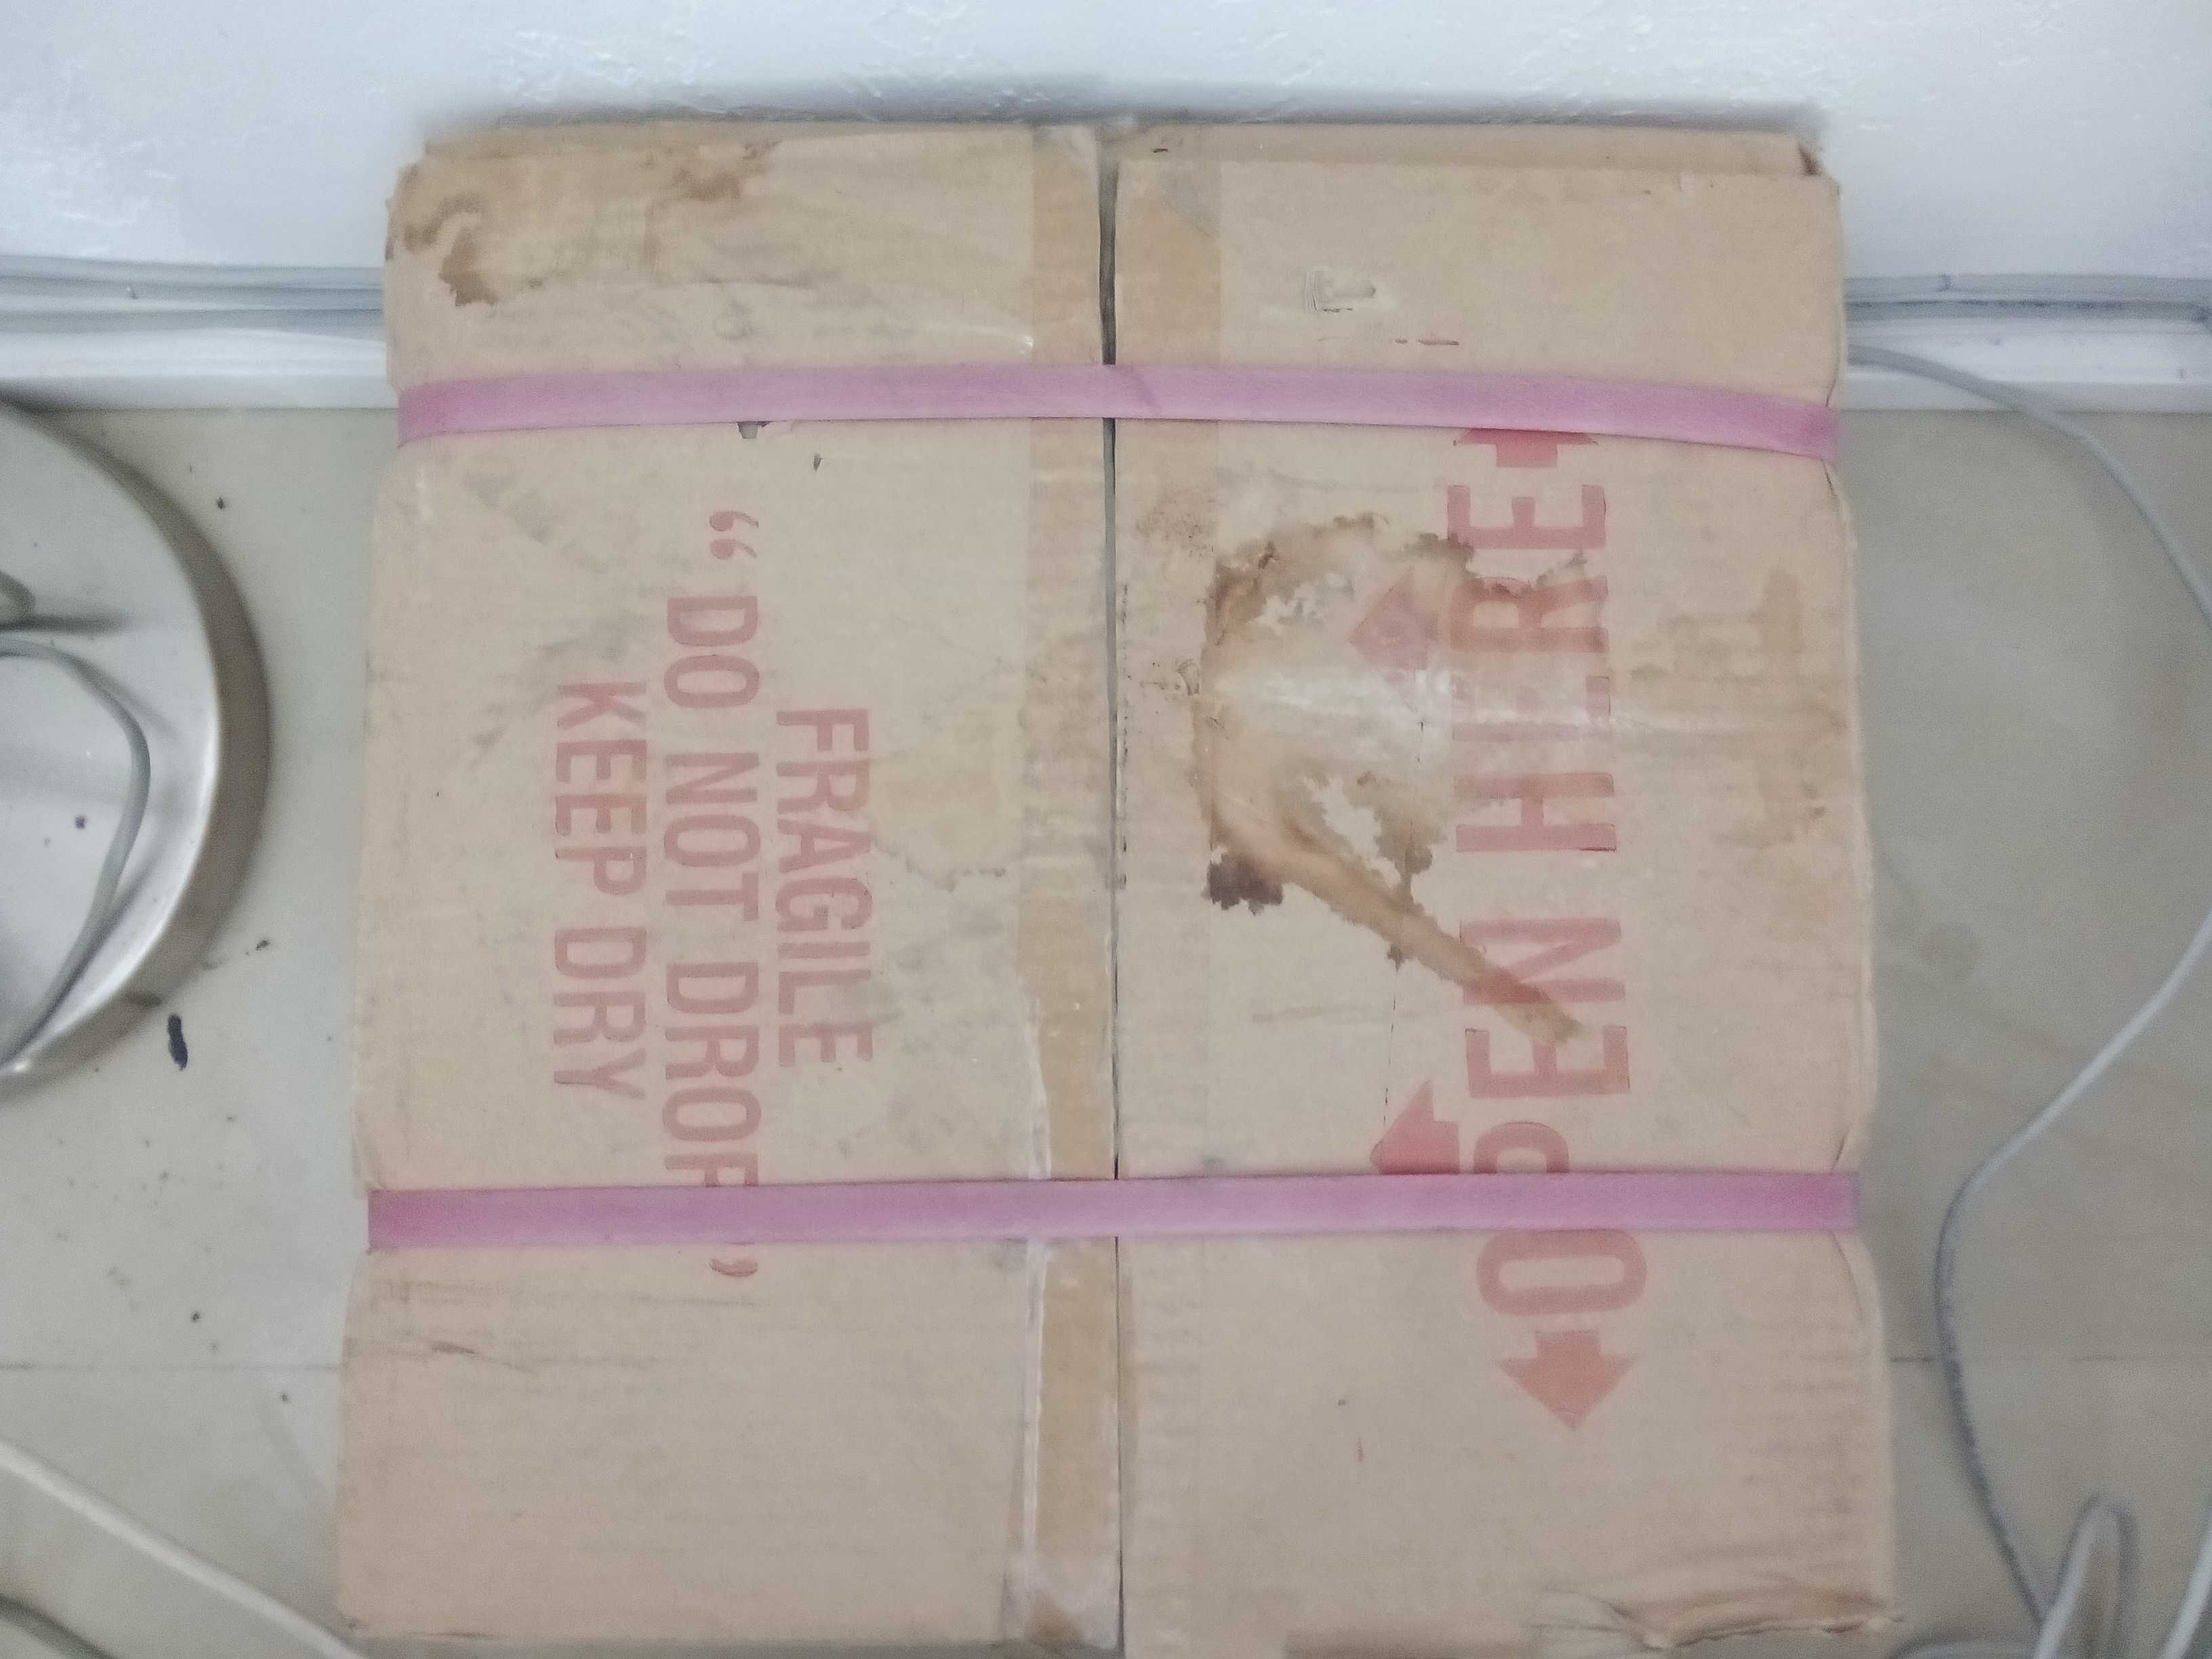 FRAGILE
“ DO NOT DROP ”
KEEP DRY
OPEN HERE